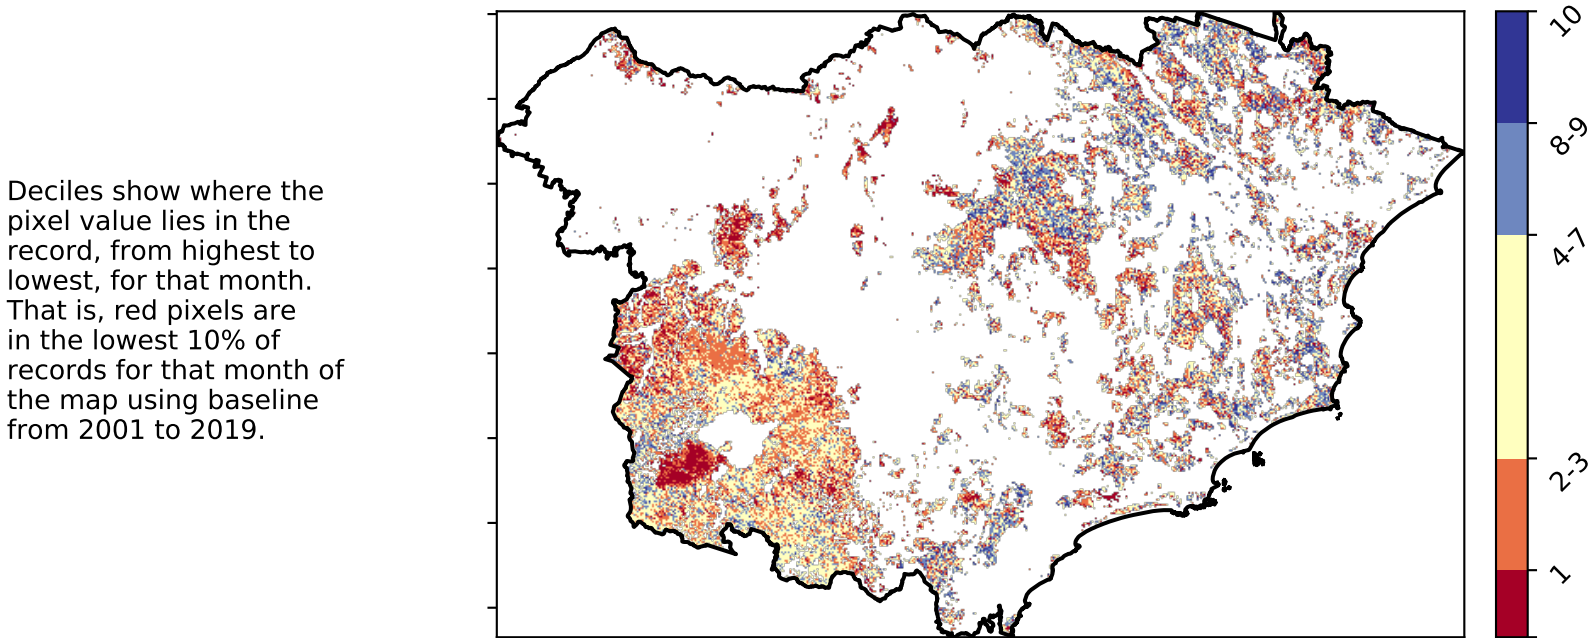 Deciles show where the
pixel value lies in the
record, from highest to
lowest, for that month.
That is, red pixels are
in the lowest 10% of
records for that month of
the map using baseline
from 2001 to 2019.
10
8-9
4-7
2-3
1